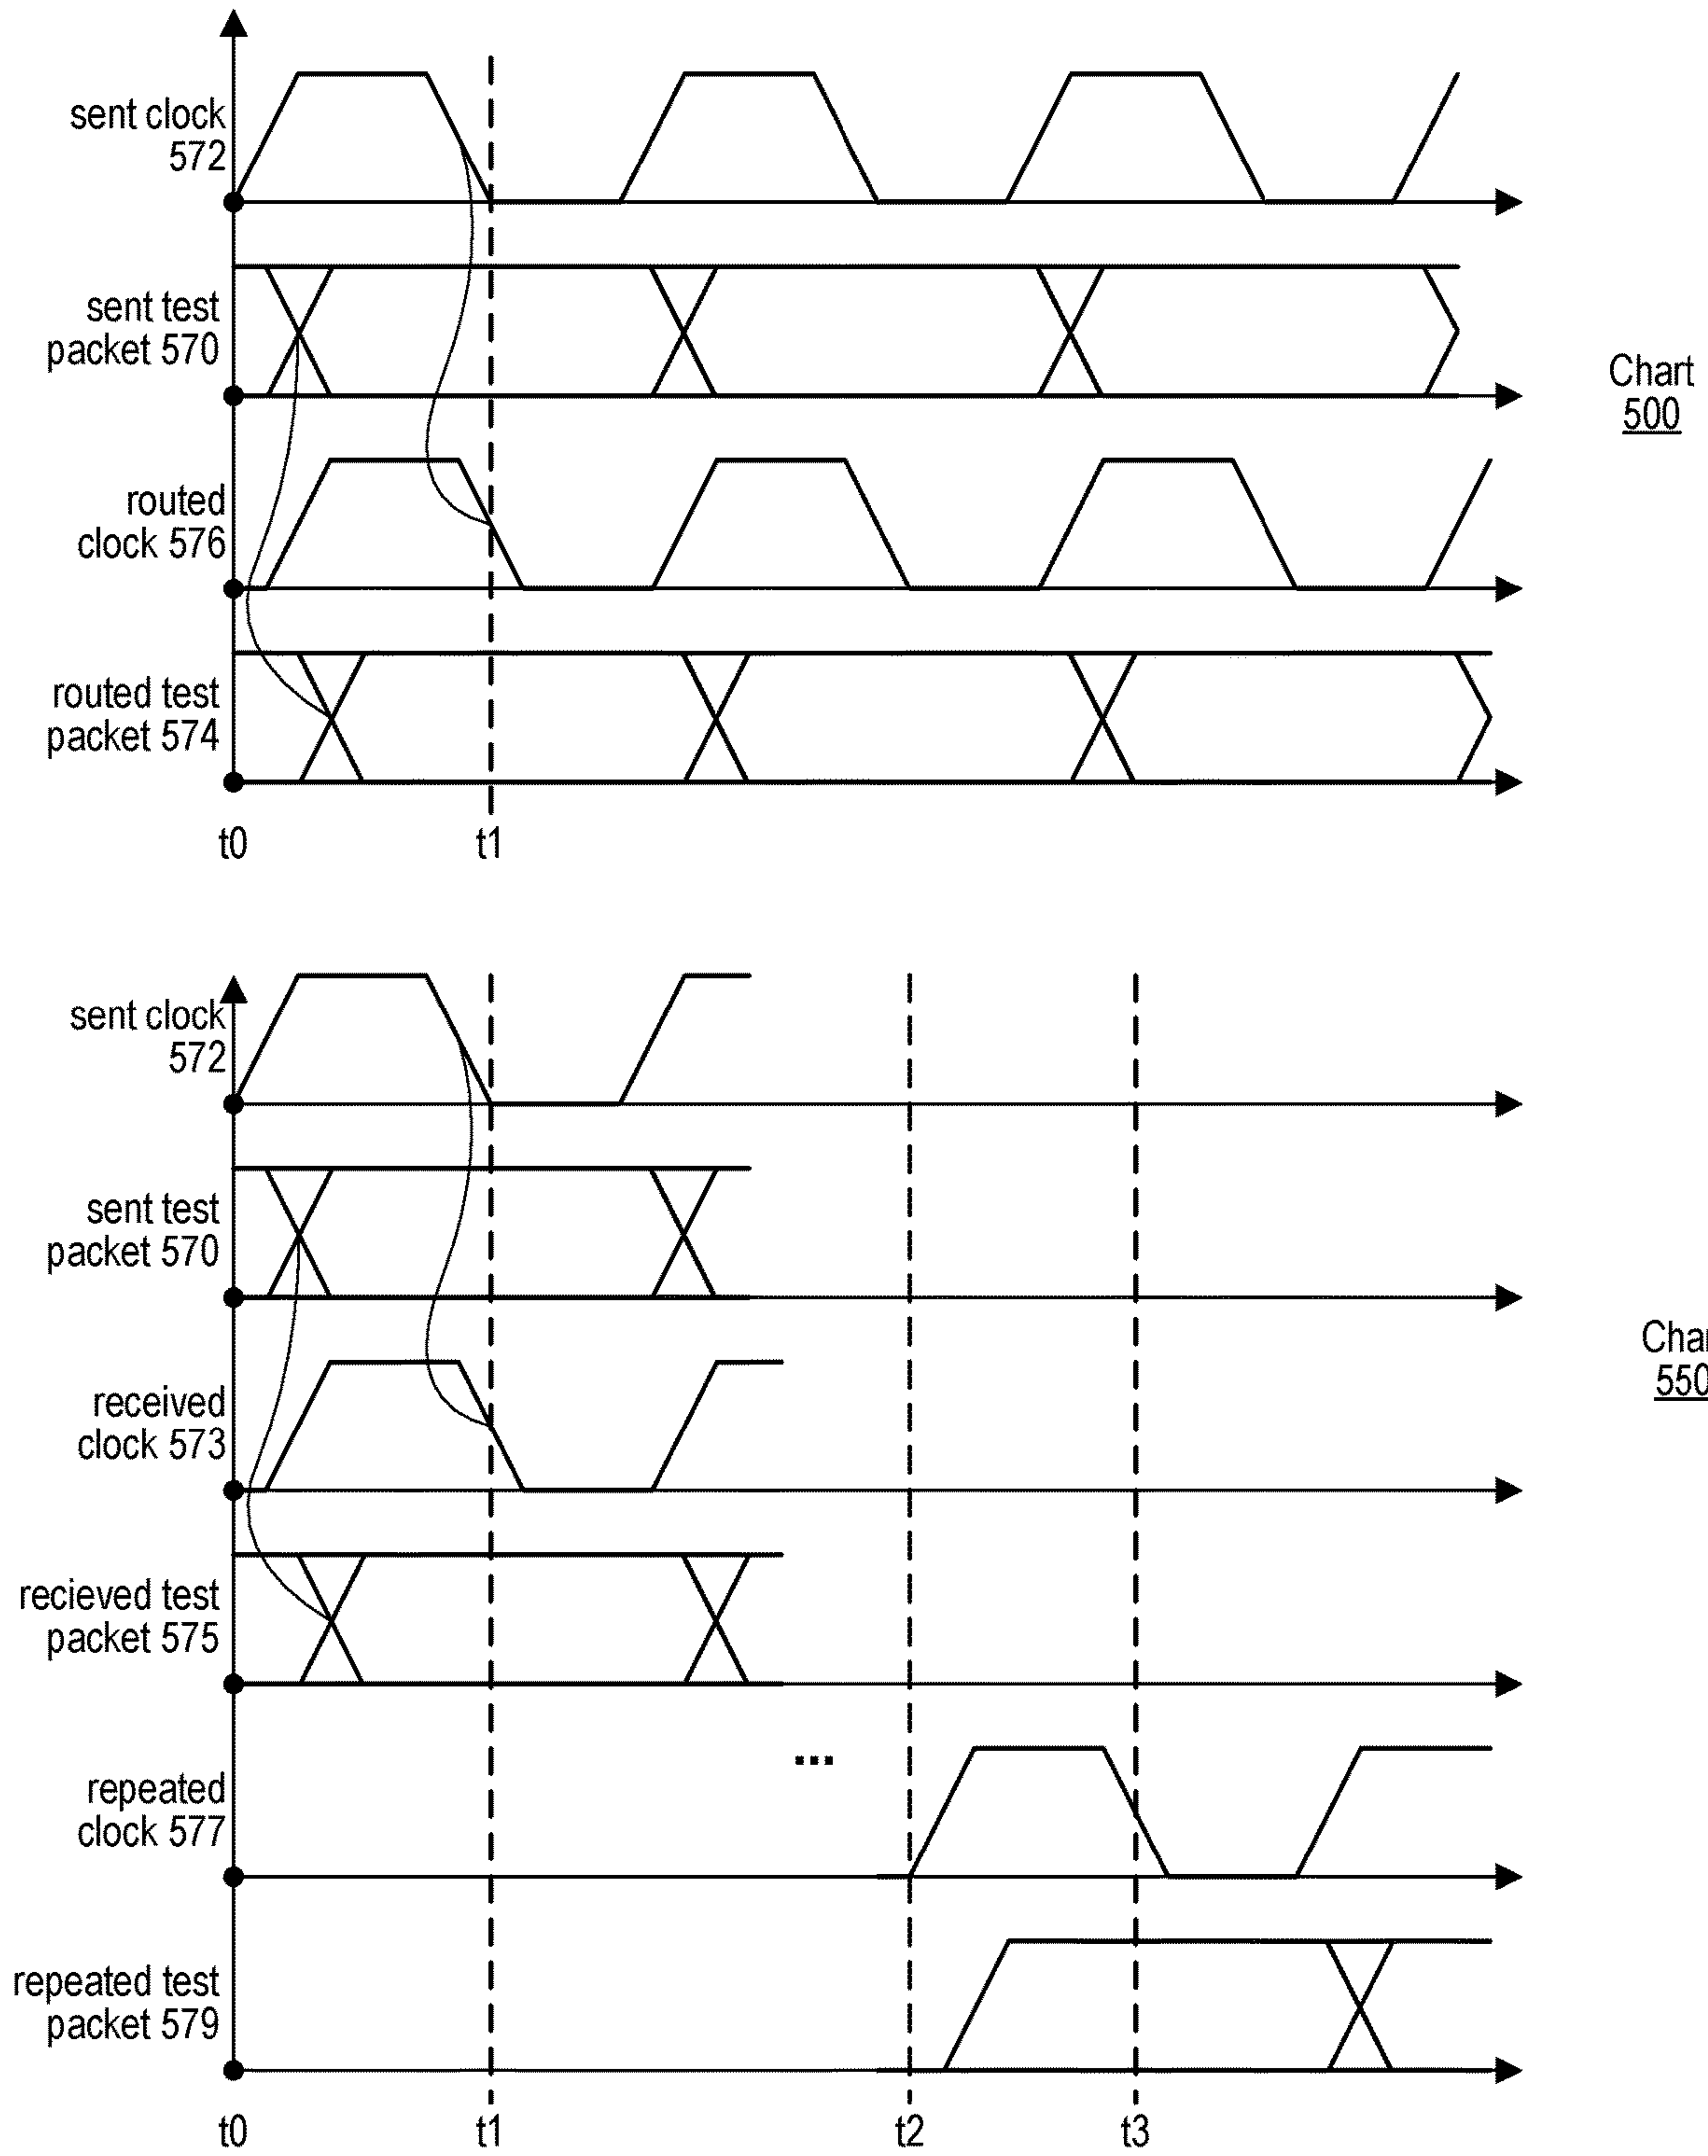 sent clock
572
sent test
packet 570
Chart
500
routed
clock 576
routed test
packet 574
t0 t1
sent clock
572
sent test
packet 570
Char
550
received
clock 573
recieved test
packet 575
...
repeated
clock 577
repeated test
packet 579
t0 t1 t2 t3